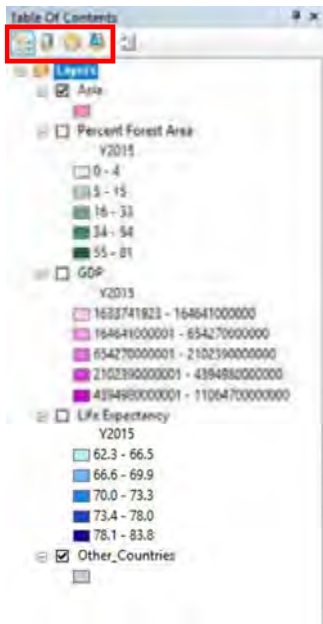 Table Of Contents
Layers
Asia
Percent Forest Area
Y2015
0 - 4
5 - 15
16 - 33
34 - 54
55 - 81
GDP
Y2015
1633741923 - 164641000000
164641000001 - 654270000000
654270000001 - 2102390000000
2102390000001 - 4394980000000
4394980000001 - 11064700000000
Life Expectancy
Y2015
62.3 - 66.5
66.6 - 69.9
70.0 - 73.3
73.4 - 78.0
78.1 - 83.8
Other_Countries